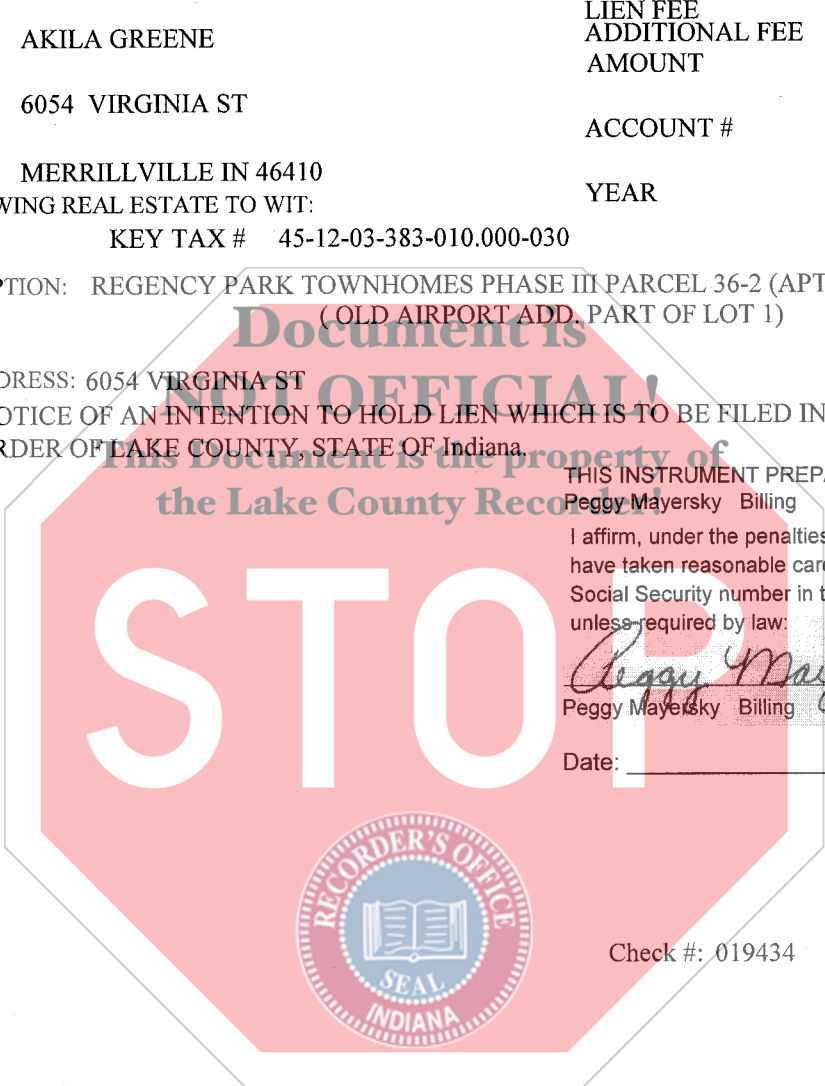 LIEN FEE
AKILA GREENE
ADDITIONAL FEE
AMOUNT
6054 VIRGINIA ST
ACCOUNT #
MERRILLVILLE IN 46410
YEAR
WING REAL ESTATE TO WIT:
KEY TAX # 45-12-03-383-010.000-030
PTION: REGENCY PARK TOWNHOMES PHASE III PARCEL 36-2 (APT
( OLD AIRPORT ADD. PART OF LOT 1)
Document is
DRESS: 6054 VIRGINIA ST
NOT OFFICIAL!
OTICE OF AN INTENTION TO HOLD LIEN WHICH IS TO BE FILED IN
RDER OF LAKE COUNTY, STATE OF Indiana.
This Document is the property of
the Lake County Recorder!
THIS INSTRUMENT PREPA
Peggy Mayersky Billing
I affirm, under the penalties
have taken reasonable care
Social Security number in t
unless required by law:
Peggy May
Peggy Mayersky Billing
Date:
STOP
RECORDER'S OFFICE
SEAL
INDIANA
Check #: 019434